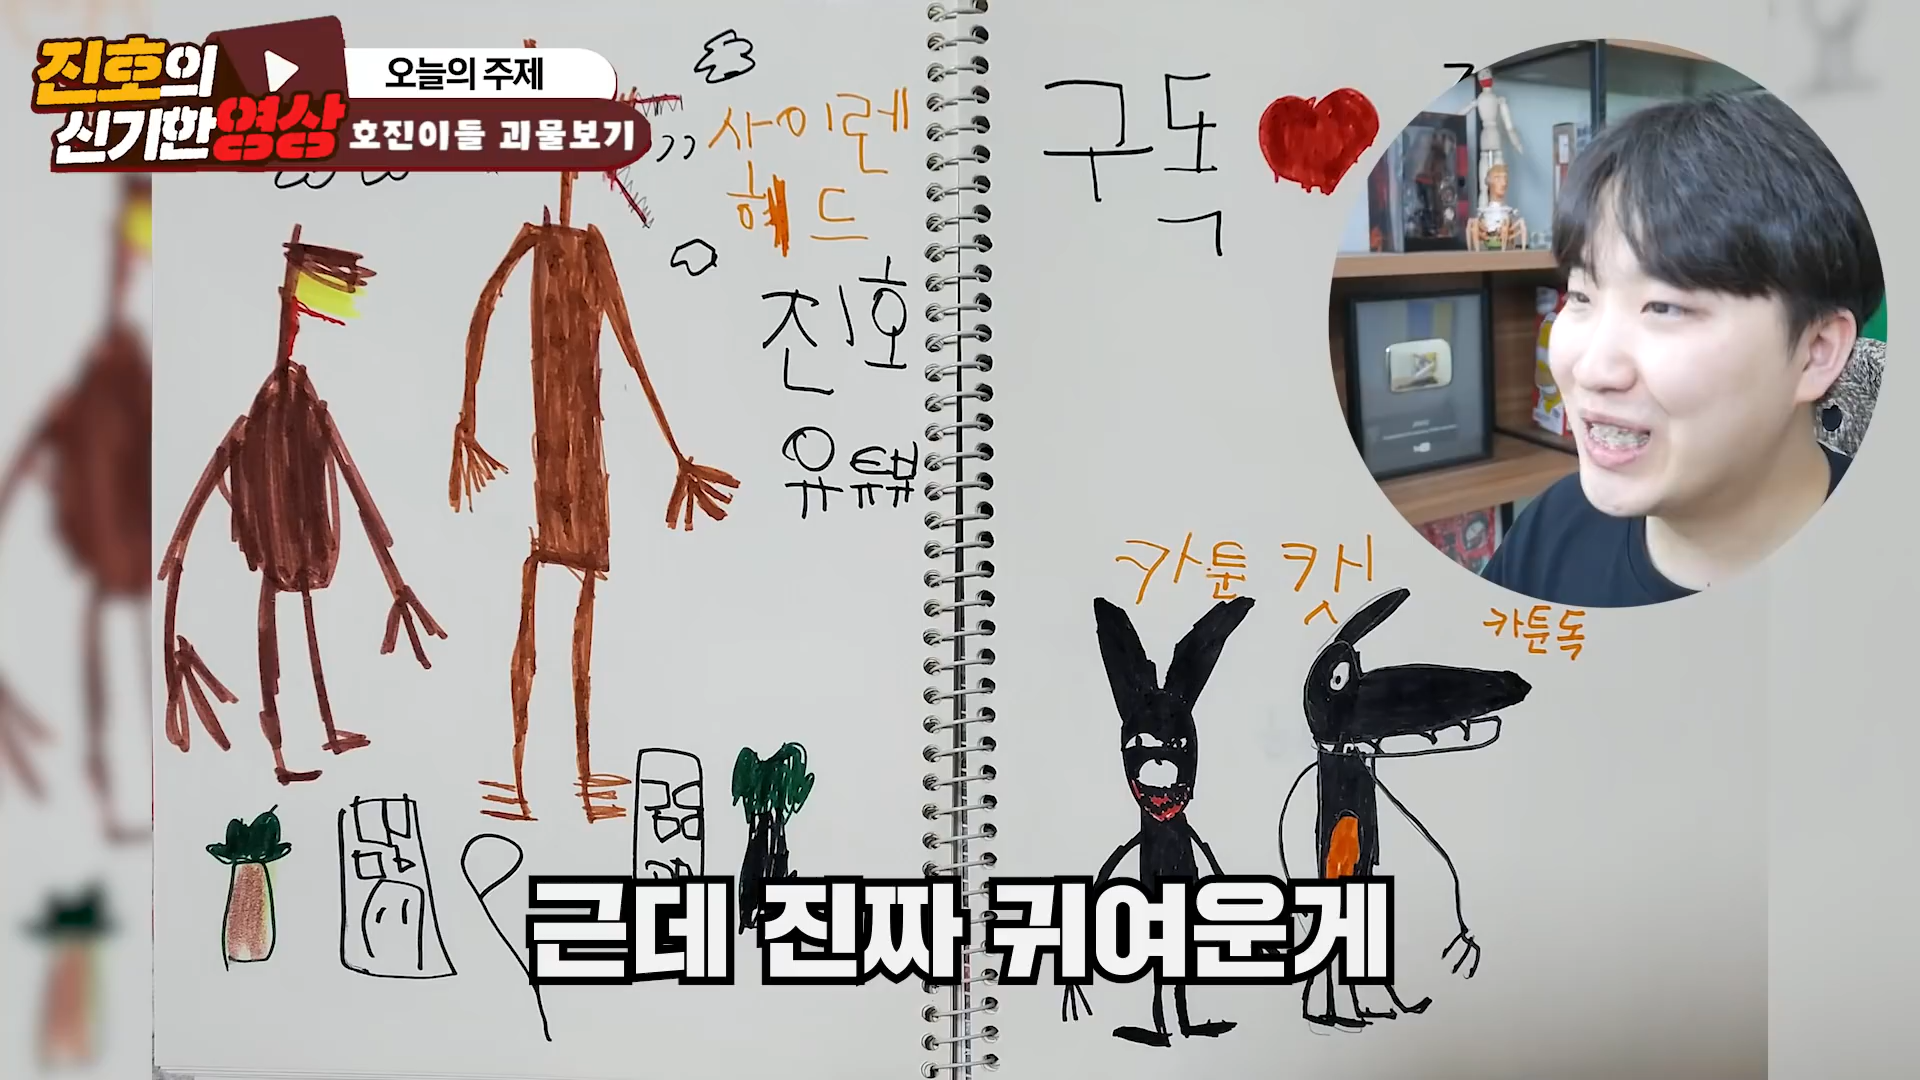 진호의
신기한영상
오늘의 주제
호진이들 괴물보기
사이렌
헤드
진호
유튜브
구독
카툰 캣
카툰독
근데 진짜 귀여운게